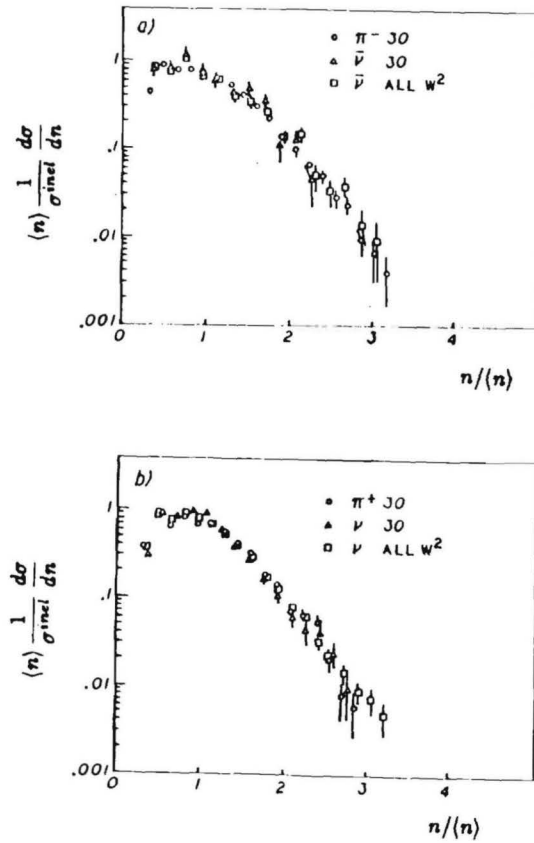 a)
○ π⁻ 30
△ ν̄ 30
□ ν̄ ALL W²
⟨n⟩ 1/σ^inel dσ/dn
1
.1
.01
.001
0 1 2 3 4
n/⟨n⟩
b)
○ π⁺ 30
▲ ν 30
□ ν ALL W²
⟨n⟩ 1/σ^inel dσ/dn
1
.1
.01
.001
0 1 2 3 4
n/⟨n⟩